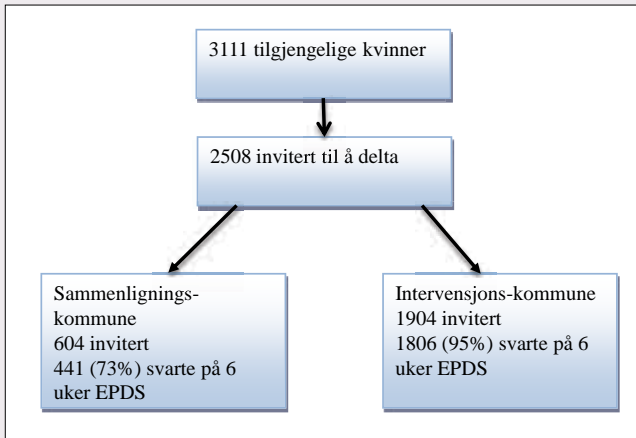 3111 tilgjengelige kvinner
2508 invitert til å delta
Sammenlignings-
kommune
604 invitert
441 (73%) svarte på 6
uker EPDS
Intervensjons-kommune
1904 invitert
1806 (95%) svarte på 6
uker EPDS